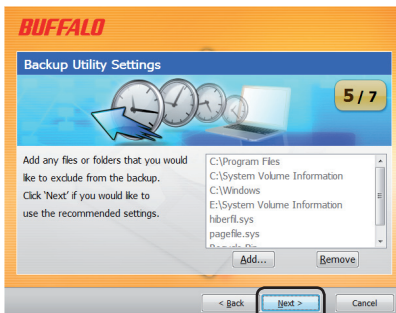 BUFFALO
Backup Utility Settings
5 / 7
Add any files or folders that you would
like to exclude from the backup.
Click 'Next' if you would like to
use the recommended settings.
C:\Program Files
C:\System Volume Information
C:\Windows
E:\System Volume Information
hiberfil.sys
pagefile.sys
Recycle Bin
Add...
Remove
< Back
Next >
Cancel